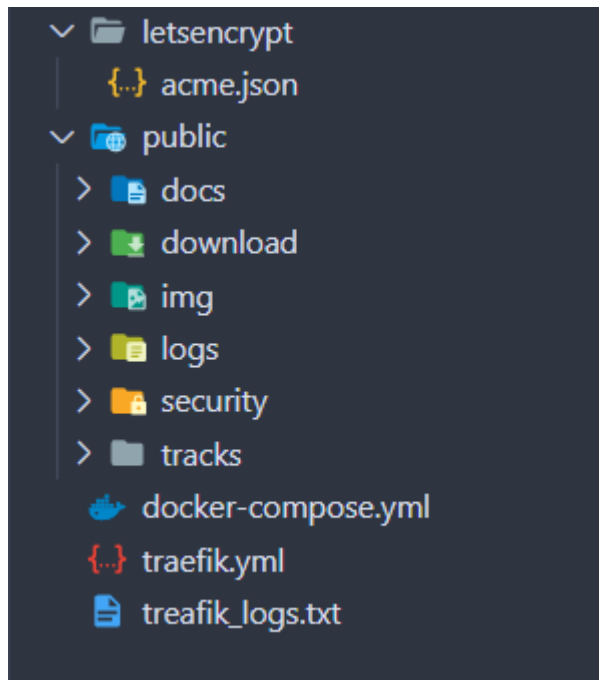 letsencrypt
{..} acme.json
public
docs
download
img
logs
security
tracks
docker-compose.yml
{..} traefik.yml
treafik_logs.txt